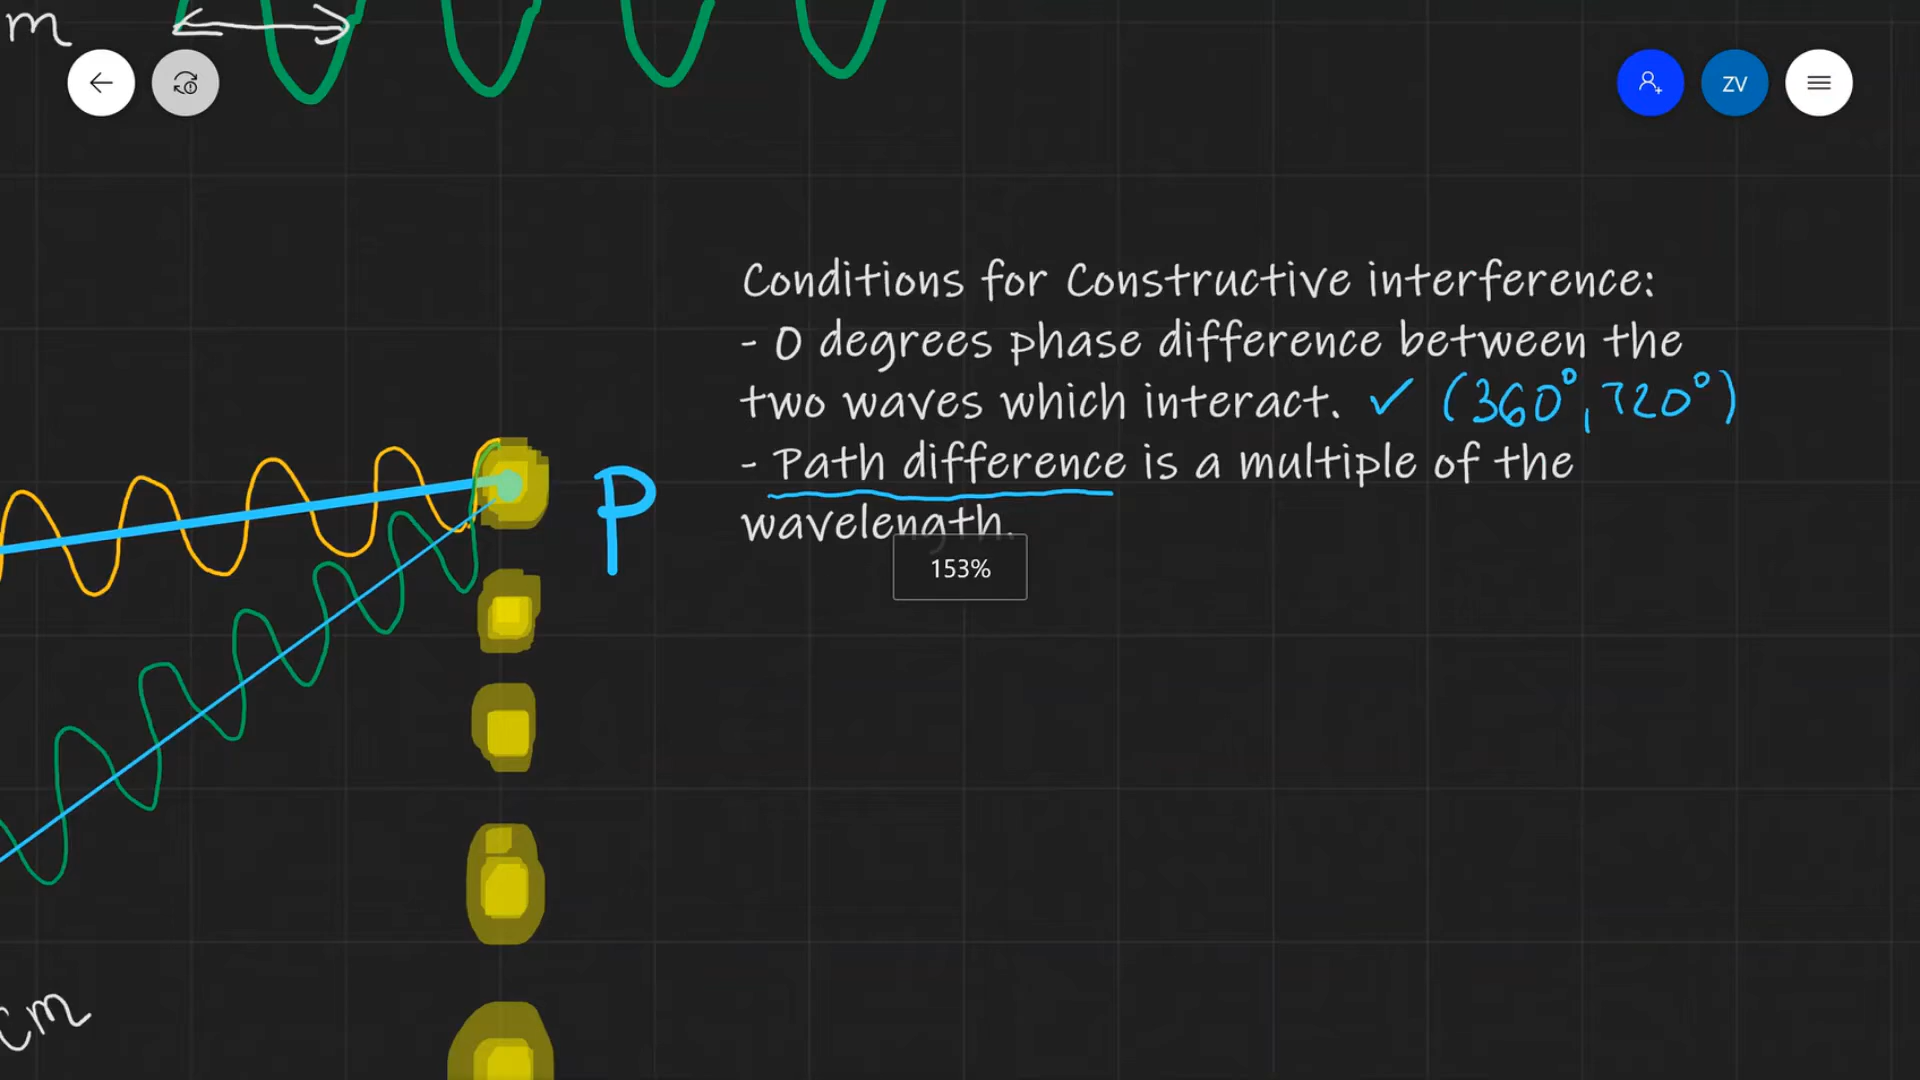 m
ZV
Conditions for Constructive interference:
- 0 degrees phase difference between the
two waves which interact. ✓ (360°, 720°)
- Path difference is a multiple of the
wavelength.
P
153%
cm